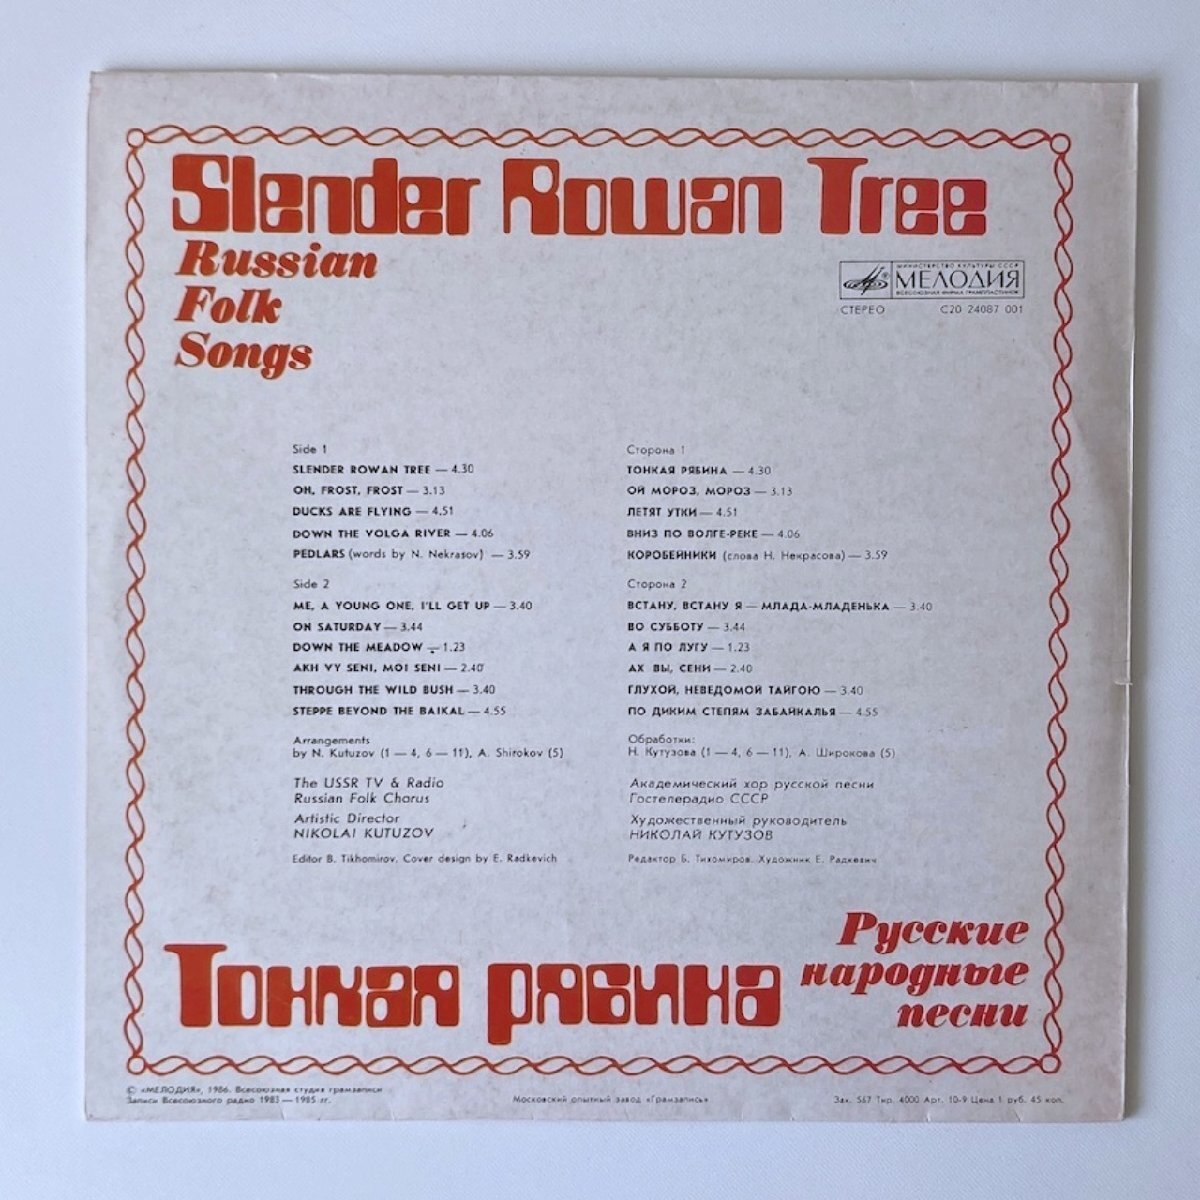 Slender Rowan Tree
Russian
Folk
Songs
МИНИСТЕРСТВО КУЛЬТУРЫ СССР
МЕЛОДИЯ
ВСЕСОЮЗНАЯ ФИРМА ГРАМПЛАСТИНОК
СТЕРЕО С20 24087 001
Side 1
SLENDER ROWAN TREE — 4.30
OH, FROST, FROST — 3.13
DUCKS ARE FLYING — 4.51
DOWN THE VOLGA RIVER — 4.06
PEDLARS (words by N. Nekrasov) — 3.59
Side 2
ME, A YOUNG ONE, I'LL GET UP — 3.40
ON SATURDAY — 3.44
DOWN THE MEADOW — 1.23
AKH VY SENI, MOI SENI — 2.40
THROUGH THE WILD BUSH — 3.40
STEPPE BEYOND THE BAIKAL — 4.55
Arrangements
by N. Kutuzov (1 — 4, 6 — 11), A. Shirokov (5)
The USSR TV & Radio
Russian Folk Chorus
Artistic Director
NIKOLAI KUTUZOV
Editor B. Tikhomirov. Cover design by E. Radkevich
Сторона 1
ТОНКАЯ РЯБИНА — 4.30
ОЙ МОРОЗ, МОРОЗ — 3.13
ЛЕТЯТ УТКИ — 4.51
ВНИЗ ПО ВОЛГЕ-РЕКЕ — 4.06
КОРОБЕЙНИКИ (слова Н. Некрасова) — 3.59
Сторона 2
ВСТАНУ, ВСТАНУ Я — МЛАДА-МЛАДЕНЬКА — 3.40
ВО СУББОТУ — 3.44
А Я ПО ЛУГУ — 1.23
АХ ВЫ, СЕНИ — 2.40
ГЛУХОЙ, НЕВЕДОМОЙ ТАЙГОЮ — 3.40
ПО ДИКИМ СТЕПЯМ ЗАБАЙКАЛЬЯ — 4.55
Обработки:
Н. Кутузова (1 — 4, 6 — 11), А. Широкова (5)
Академический хор русской песни
Гостелерадио СССР
Художественный руководитель
НИКОЛАЙ КУТУЗОВ
Редактор Б. Тихомиров. Художник Е. Радкевич
Русские
народные
песни
Тонкая рябина
© «МЕЛОДИЯ», 1986. Всесоюзная студия грамзаписи
Записи Всесоюзного радио 1983 — 1985 гг.
Московский опытный завод «Грамзапись»
Зак. 567 Тир. 4000 Арт. 10-9 Цена 1 руб. 45 коп.